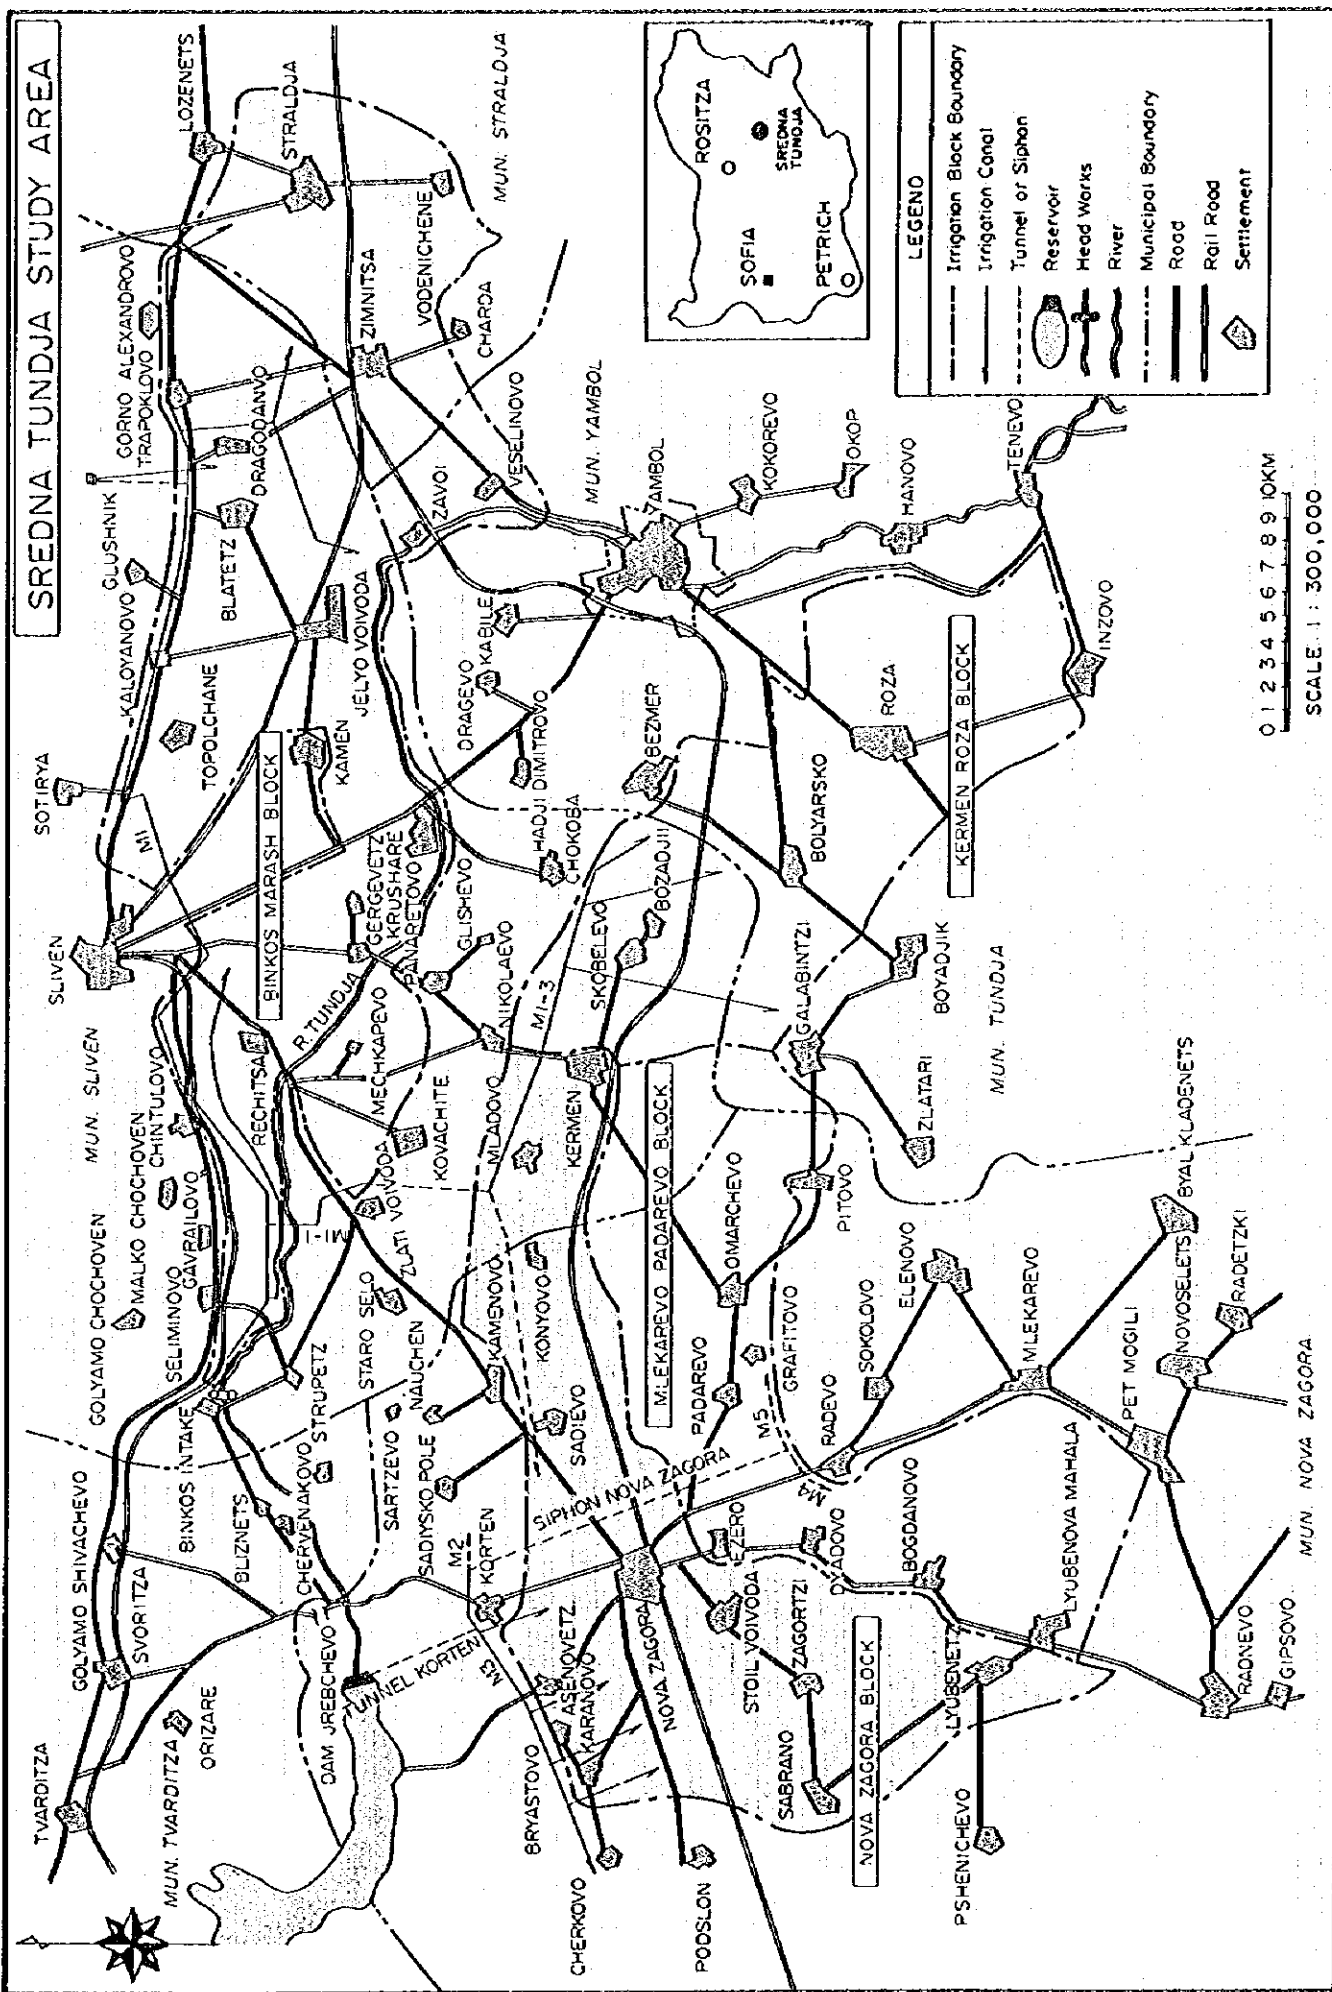 SREDNA TUNDJA STUDY AREA
TVARDITZA
GOLYAMO SHIVACHEVO
SVORITZA
MUN. TVARDITZA
ORIZARE
GOLYAMO CHOCHOVEN
MUN. SLIVEN
MALKO CHOCHOVEN
CHINTULOVO
GAVRAILOVO
SELIMINOVO
BINKOS INTAKE
SLIVEN
SOTIRYA
KALOYANOVO
GLUSHNIK
TOPOLCHANE
BLATETZ
GORNO ALEXANDROVO
TRAPOKLOVO
DRAGODANVO
LOZENETS
STRALDJA
MUN. STRALDJA
VODENICHENE
ZIMNITSA
CHARDA
BLIZNETS
CHERVENAKOVO
STRUPETZ
STARO SELO
ZLATI VOIVODA
RECHITSA
R. TUNDJA
MECHKAPEVO
KOVACHITE
BINKOS MARASH BLOCK
M1
M1-1
M1-3
KAMEN
JELYO VOIVODA
GERGEVETZ
KRUSHARE
PANARETOVO
GLISHEVO
NIKOLAEVO
MLADOVO
DRAGEVO
KABILE
HADJI DIMITROVO
CHOKOBA
ZAVOI
VESELINOVO
MUN. YAMBOL
YAMBOL
KOKOREVO
OKOP
HANOVO
TENEVO
INZOVO
ROZA
KERMEN ROZA BLOCK
BEZMER
BOLYARSKO
BOZADJII
SKOBELEVO
KERMEN
GALABINTZI
BOYADJIK
ZLATARI
MUN. TUNDJA
DAM JREBCHEVO
TUNNEL KORTEN
SARTZEVO
NAUCHEN
SADIYSKO POLE
KORTEN
M2
M3
KAMENOVO
KONYOVO
SADIEVO
SIPHON NOVA ZAGORA
MLEKAREVO PADAREVO BLOCK
OMARCHEVO
PADAREVO
PITOVO
GRAFITOVO
M5
M4
RADEVO
SOKOLOVO
ELENOVO
MLEKAREVO
BYAL KLADENETS
NOVOSELETS
RADETZKI
PET MOGILI
LYUBENOVA MAHALA
MUN. NOVA ZAGORA
BRYASTOVO
ASENOVETZ
KARANOVO
NOVA ZAGORA
CHERKOVO
PODSLON
EZERO
DYADOVO
BOGDANOVO
STOIL VOIVODA
ZAGORTZI
SABRANO
NOVA ZAGORA BLOCK
LYUBENETZ
PSHENICHEVO
RADNEVO
GIPSOVO
ROSITZA
SREDNA
TUNDJA
SOFIA
PETRICH
LEGEND
Irrigation Block Boundary
Irrigation Canal
Tunnel or Siphon
Reservoir
Head Works
River
Municipal Boundary
Road
Rail Road
Settlement
0 1 2 3 4 5 6 7 8 9 10KM
SCALE 1 : 300,000